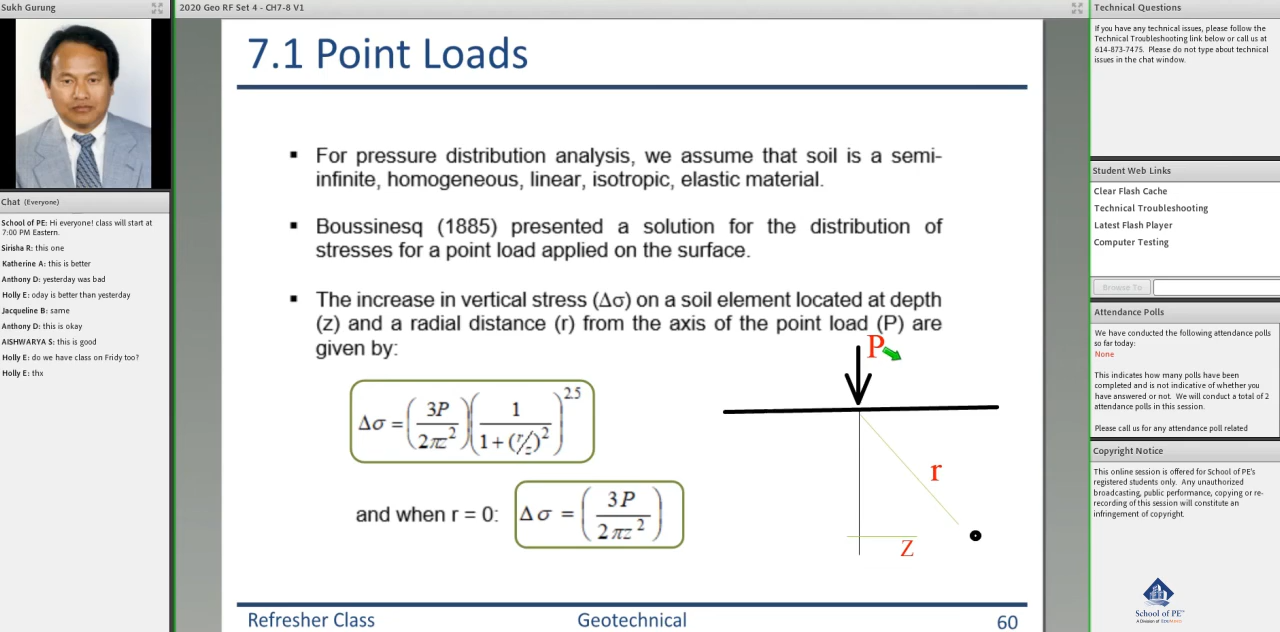 Sukh Gurung
2020 Geo RF Set 4 - CH7-8 V1
Technical Questions
If you have any technical issues, please follow the
Technical Troubleshooting link below or call us at
614-873-7475. Please do not type about technical
issues in the chat window.
Chat (Everyone)
School of PE: Hi everyone! class will start at
7:00 PM Eastern.
Sirisha R: this one
Katherine A: this is better
Anthony D: yesterday was bad
Holly E: oday is better than yesterday
Jacqueline B: same
Anthony D: this is okay
AISHWARYA S: this is good
Holly E: do we have class on Fridy too?
Holly E: thx
7.1 Point Loads
▪ For pressure distribution analysis, we assume that soil is a semi-
infinite, homogeneous, linear, isotropic, elastic material.
▪ Boussinesq (1885) presented a solution for the distribution of
stresses for a point load applied on the surface.
▪ The increase in vertical stress (Δσ) on a soil element located at depth
(z) and a radial distance (r) from the axis of the point load (P) are
given by:
Δσ = (3P/2πz²)(1/1+(r/z)²)^2.5
and when r = 0: Δσ = (3P/2πz²)
P
r
z
Refresher Class Geotechnical 60
Student Web Links
Clear Flash Cache
Technical Troubleshooting
Latest Flash Player
Computer Testing
Browse To
Attendance Polls
We have conducted the following attendance polls
so far today:
None
This indicates how many polls have been
completed and is not indicative of whether you
have answered or not. We will conduct a total of 2
attendance polls in this session.
Please call us for any attendance poll related
Copyright Notice
This online session is offered for School of PE's
registered students only. Any unauthorized
broadcasting, public performance, copying or re-
recording of this session will constitute an
infringement of copyright.
School of PE™